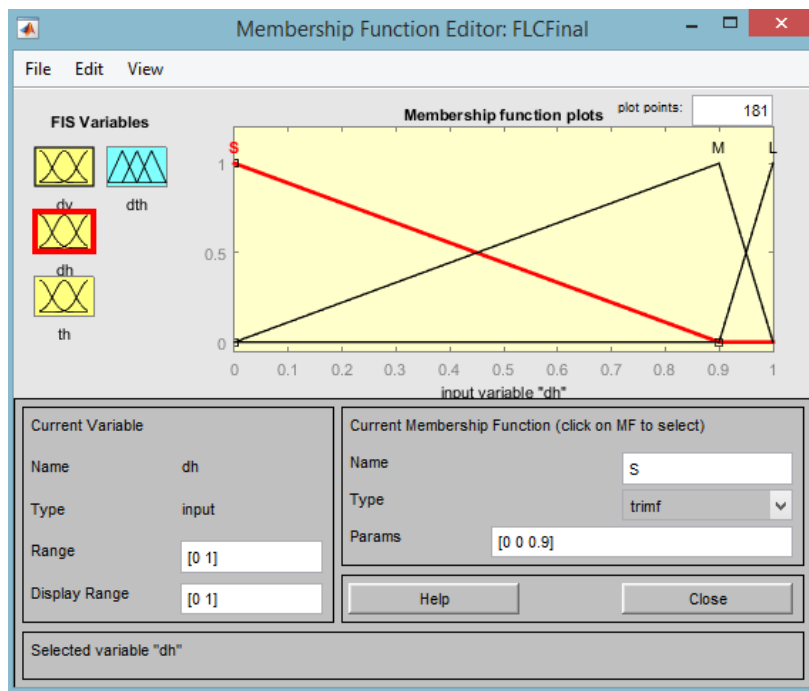 Membership Function Editor: FLCFinal
File Edit View
FIS Variables
Membership function plots
plot points:
181
dv
dth
dh
th
S
M
L
1
0.5
0
0 0.1 0.2 0.3 0.4 0.5 0.6 0.7 0.8 0.9 1
input variable "dh"
Current Variable
Name dh
Type input
Range [0 1]
Display Range [0 1]
Current Membership Function (click on MF to select)
Name S
Type trimf
Params [0 0 0.9]
Help Close
Selected variable "dh"